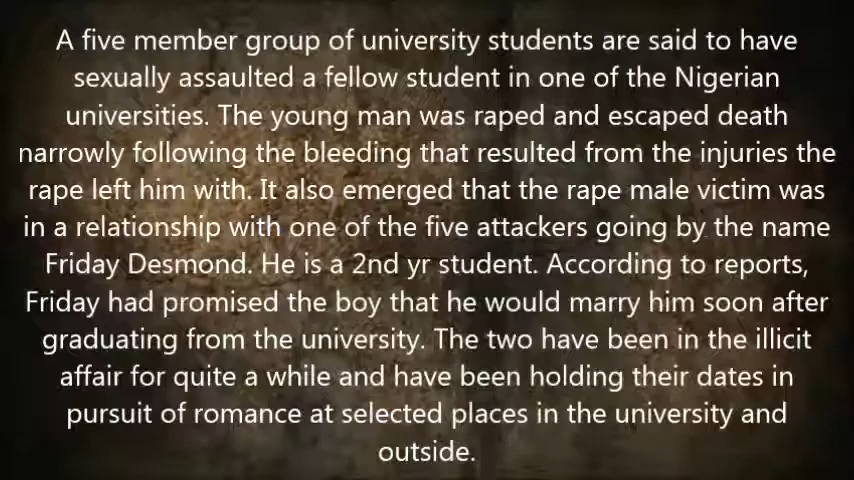 A five member group of university students are said to have
sexually assaulted a fellow student in one of the Nigerian
universities. The young man was raped and escaped death
narrowly following the bleeding that resulted from the injuries the
rape left him with. It also emerged that the rape male victim was
in a relationship with one of the five attackers going by the name
Friday Desmond. He is a 2nd yr student. According to reports,
Friday had promised the boy that he would marry him soon after
graduating from the university. The two have been in the illicit
affair for quite a while and have been holding their dates in
pursuit of romance at selected places in the university and
outside.